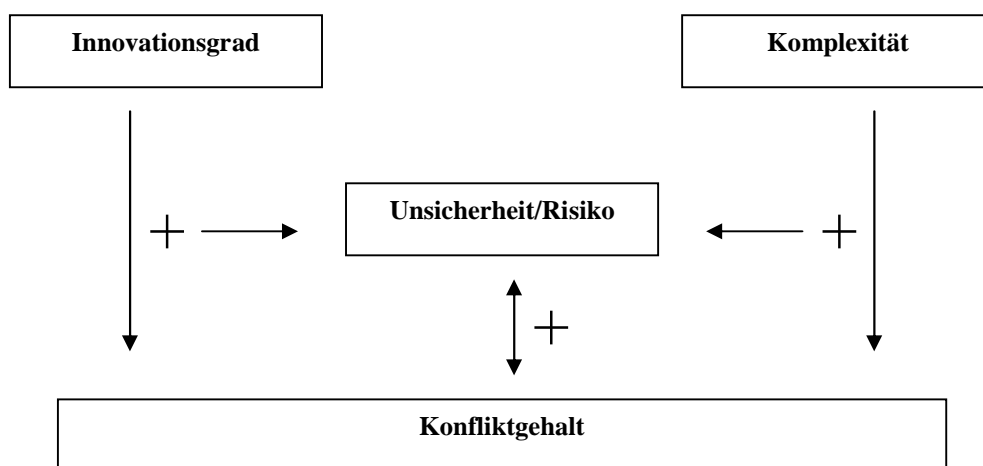 Innovationsgrad
Komplexität
Unsicherheit/Risiko
+
+
+
Konfliktgehalt